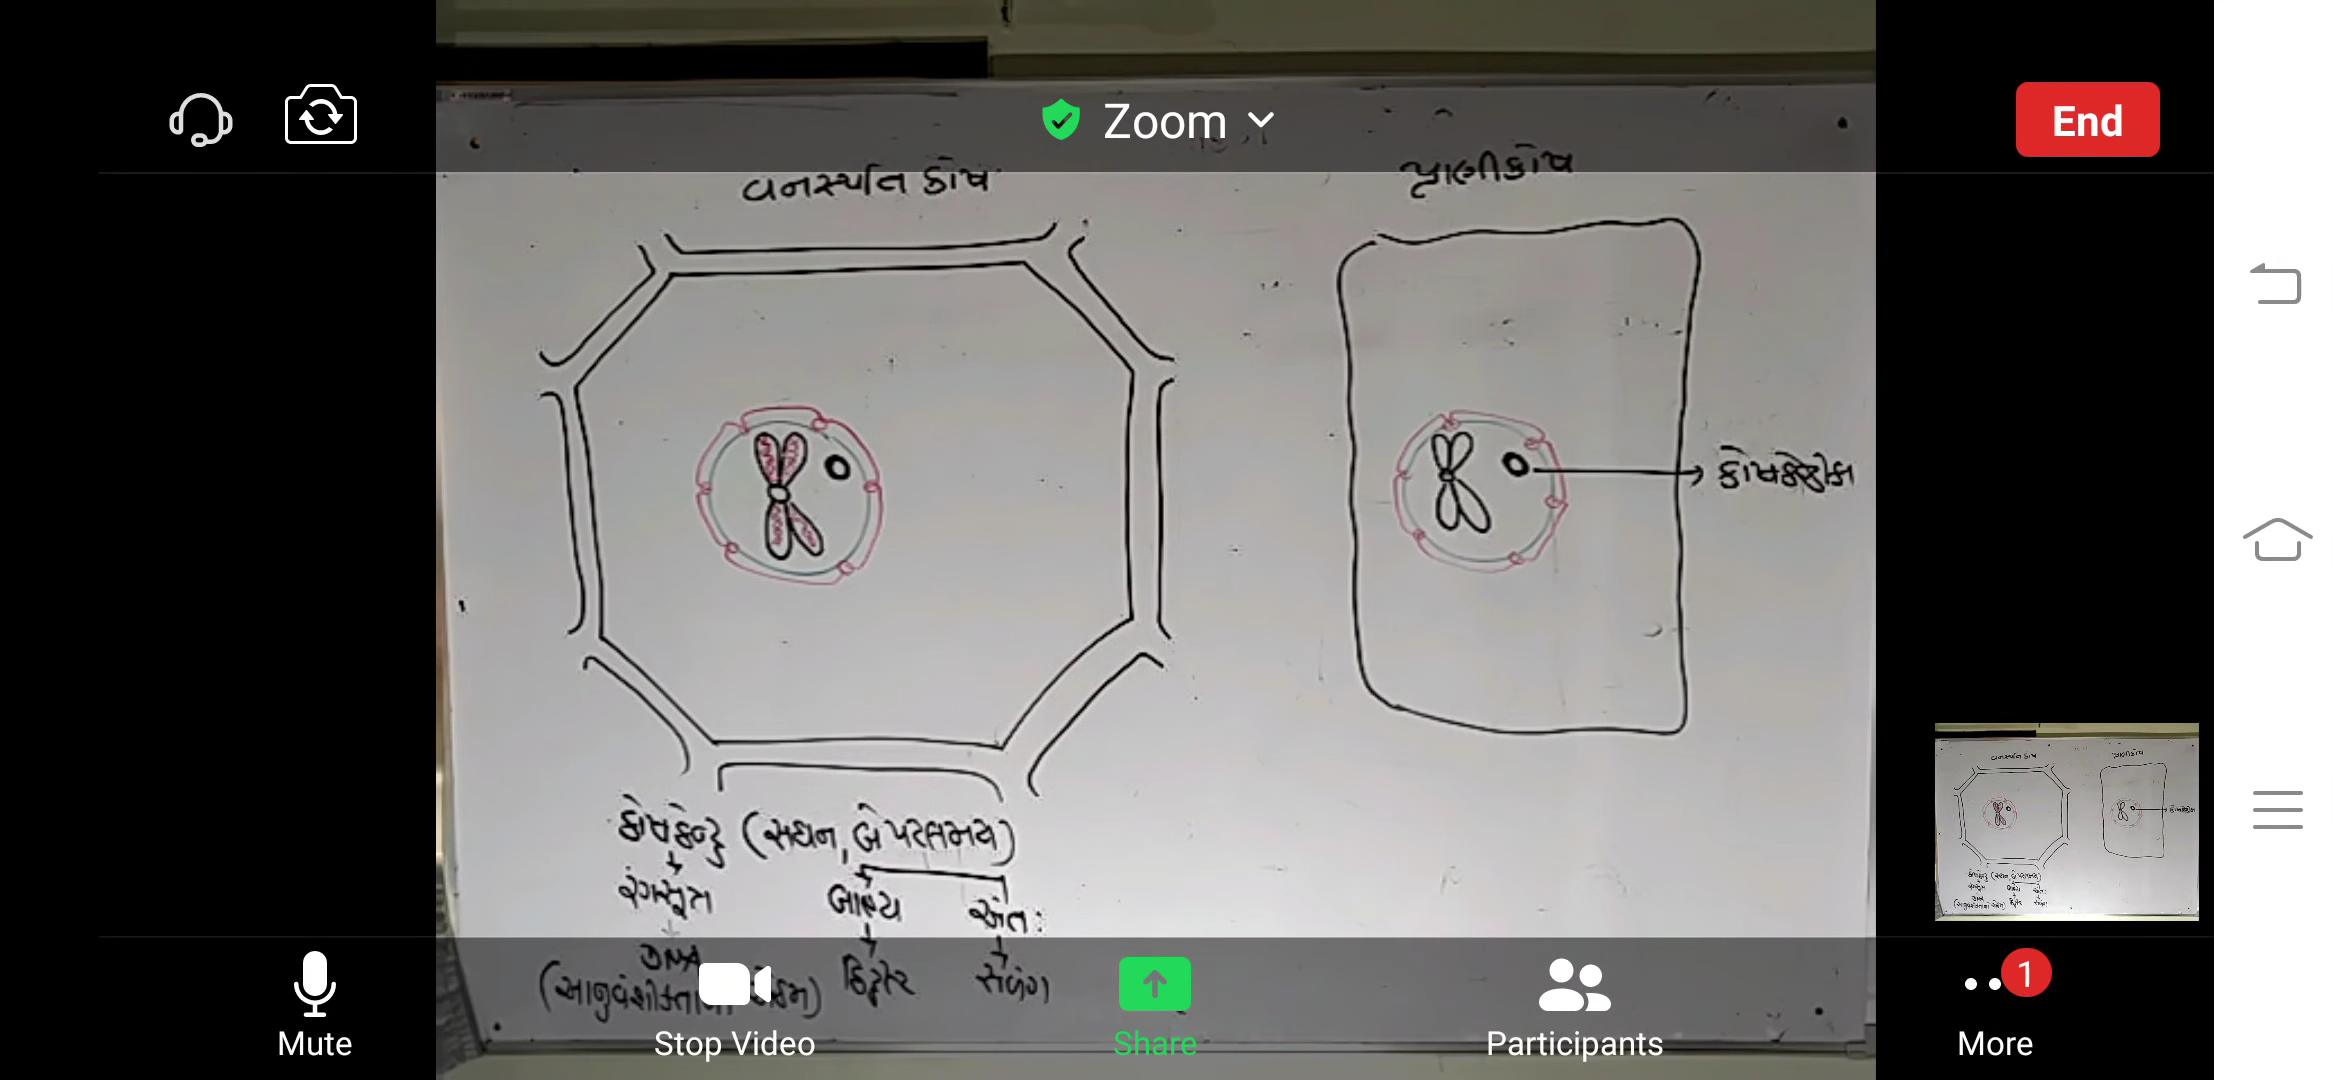 Zoom
End
વનસ્પતિ કોષ
પ્રાણીકોષ
કોષકેન્દ્રિકા
કોષકેન્દ્ર (સઘન, બે પટલમય)
રંગસૂત્ર
બાહ્ય
અંત:
DNA
(આનુવંશીકતાનો
છિદ્રિર
સળંગ
1
Mute
Stop Video
Share
Participants
More